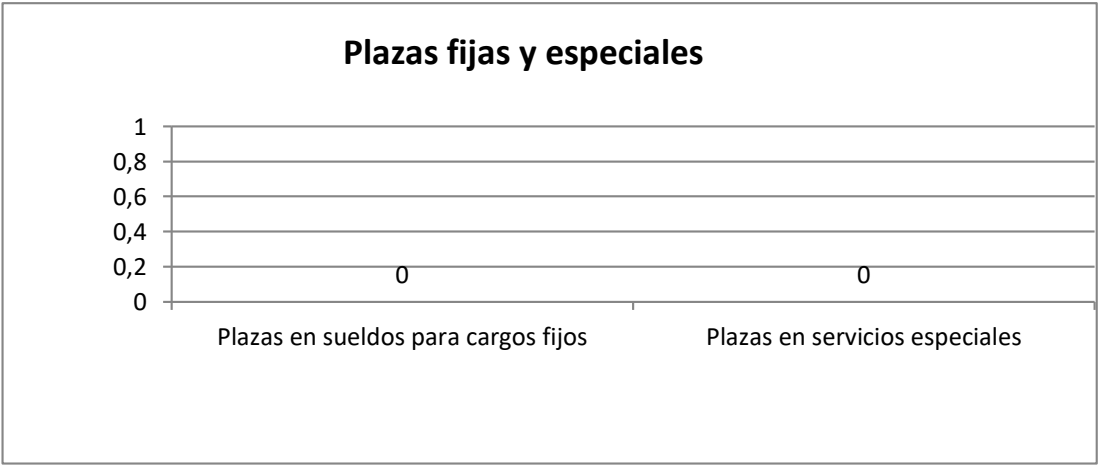 Plazas fijas y especiales
1
0,8
0,6
0,4
0,2
0
0
0
Plazas en sueldos para cargos fijos
Plazas en servicios especiales